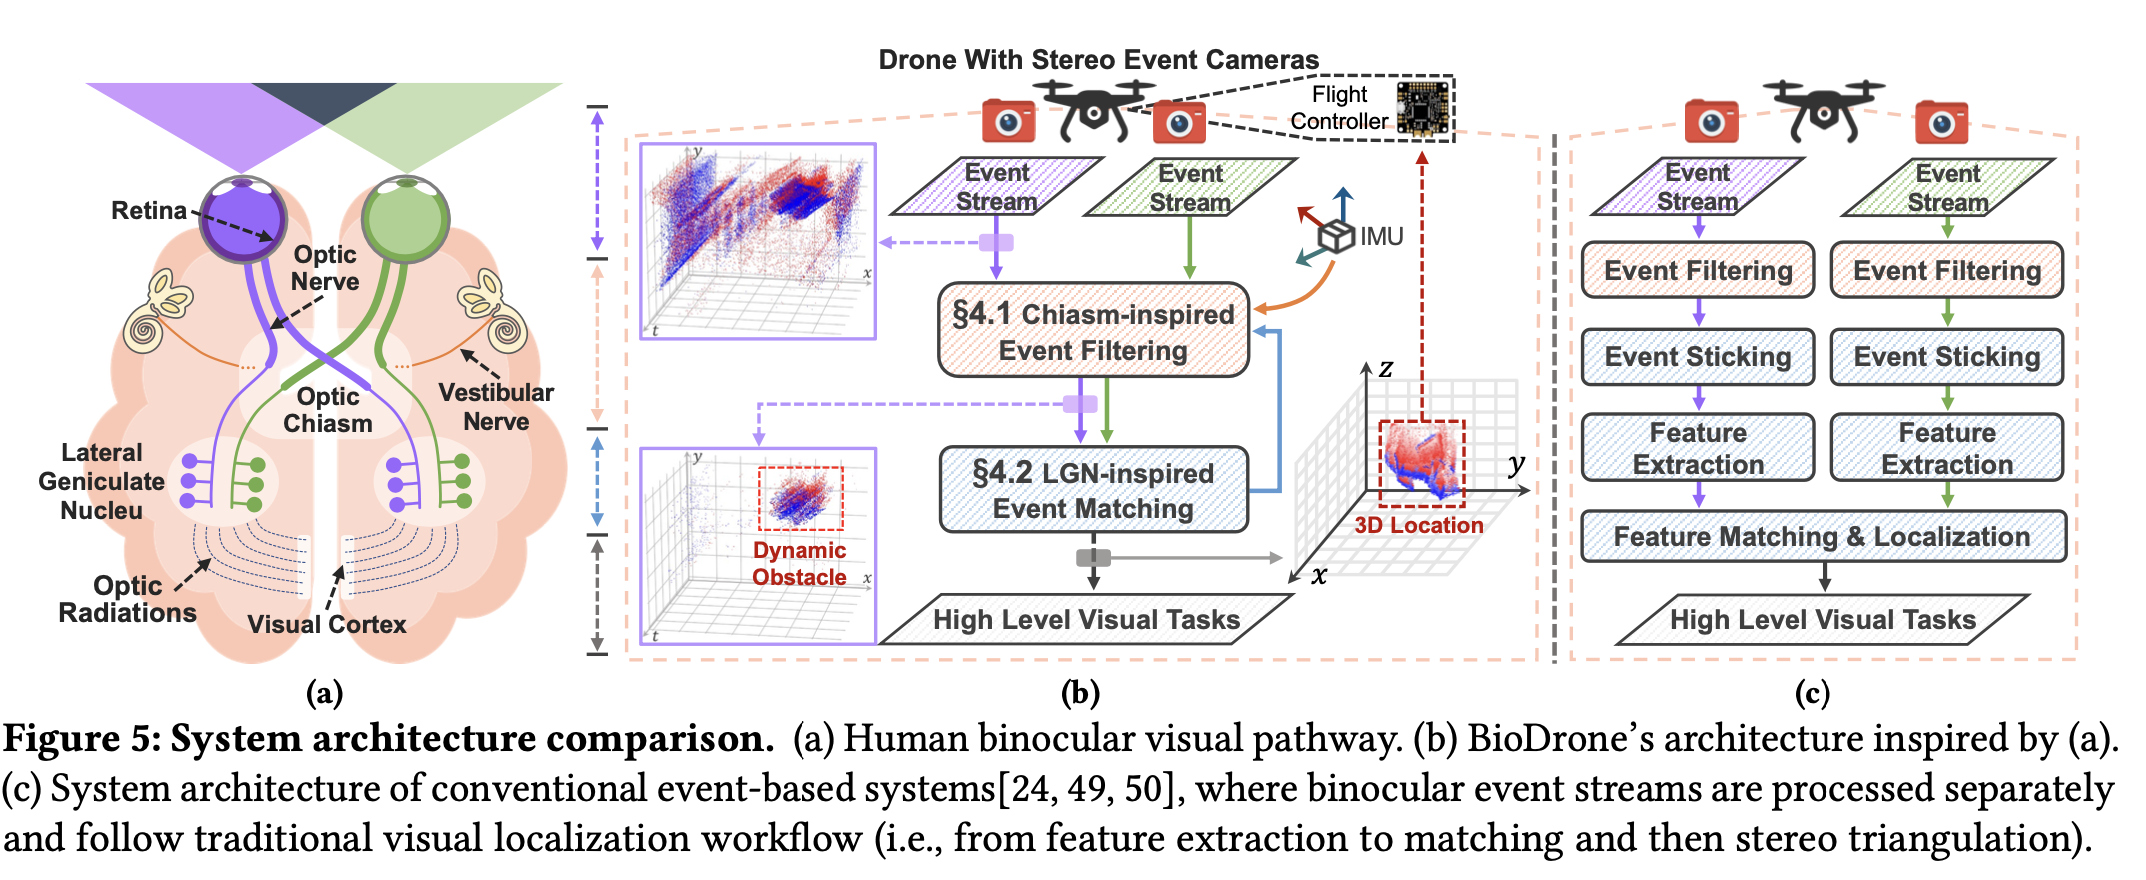 Retina
Optic
Nerve
Optic
Chiasm
Vestibular
Nerve
Lateral
Geniculate
Nucleu
Optic
Radiations
Visual Cortex
(a)
Drone With Stereo Event Cameras
Flight
Controller
Event
Stream
Event
Stream
IMU
y
x
t
§4.1 Chiasm-inspired
Event Filtering
§4.2 LGN-inspired
Event Matching
y
Dynamic
Obstacle
x
t
z
y
3D Location
x
High Level Visual Tasks
(b)
Event
Stream
Event
Stream
Event Filtering
Event Filtering
Event Sticking
Event Sticking
Feature
Extraction
Feature
Extraction
Feature Matching & Localization
High Level Visual Tasks
(c)
Figure 5: System architecture comparison. (a) Human binocular visual pathway. (b) BioDrone's architecture inspired by (a).
(c) System architecture of conventional event-based systems[24, 49, 50], where binocular event streams are processed separately
and follow traditional visual localization workflow (i.e., from feature extraction to matching and then stereo triangulation).